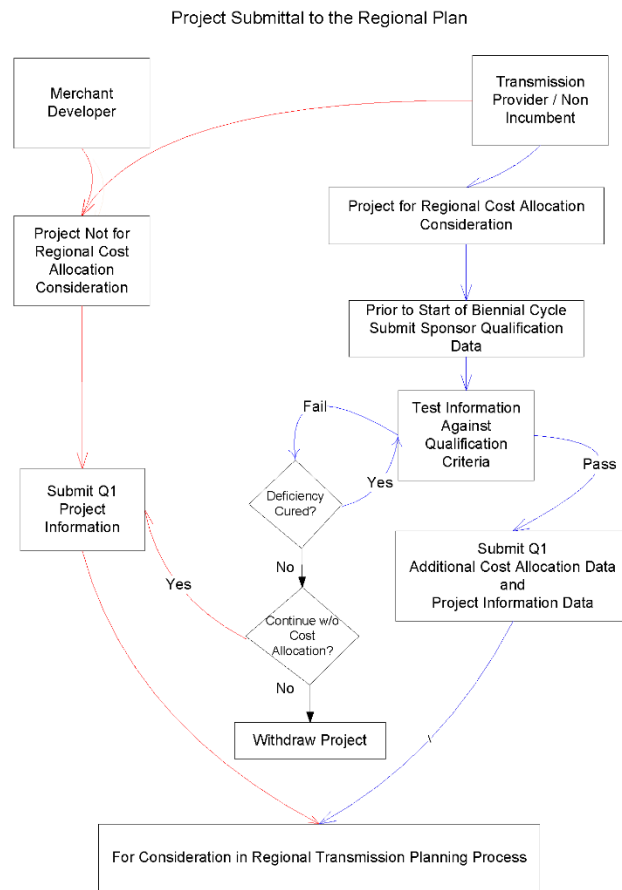 Project Submittal to the Regional Plan
Merchant
Developer
Transmission
Provider / Non
Incumbent
Project Not for
Regional Cost
Allocation
Consideration
Project for Regional Cost Allocation
Consideration
Prior to Start of Biennial Cycle
Submit Sponsor Qualification
Data
Test Information
Against
Qualification
Criteria
Fail
Yes
Pass
Deficiency
Cured?
Submit Q1
Project
Information
No
Yes
Continue w/o
Cost
Allocation?
Submit Q1
Additional Cost Allocation Data
and
Project Information Data
No
Withdraw Project
\
For Consideration in Regional Transmission Planning Process